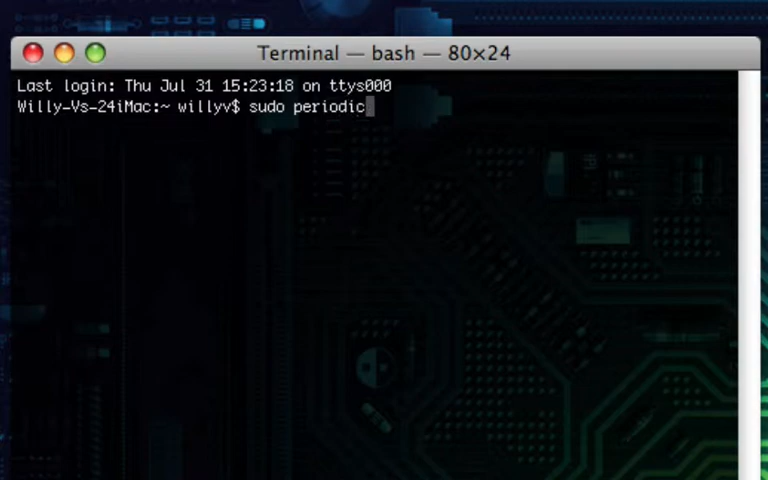 Terminal — bash — 80×24
Last login: Thu Jul 31 15:23:18 on ttys000
Willy-Vs-24iMac:~ willyv$ sudo periodic